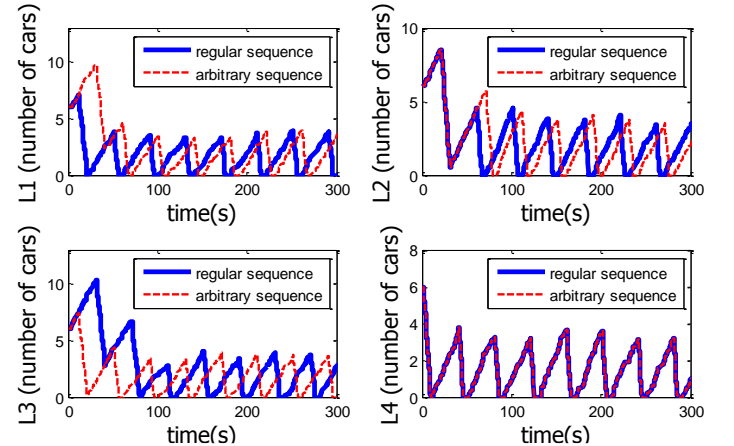 L1 (number of cars)
10
5
0
0
100
200
300
time(s)
regular sequence
arbitrary sequence
L2 (number of cars)
10
5
0
0
100
200
300
time(s)
regular sequence
arbitrary sequence
L3 (number of cars)
10
5
0
0
100
200
300
time(s)
regular sequence
arbitrary sequence
L4 (number of cars)
8
6
4
2
0
0
100
200
300
time(s)
regular sequence
arbitrary sequence